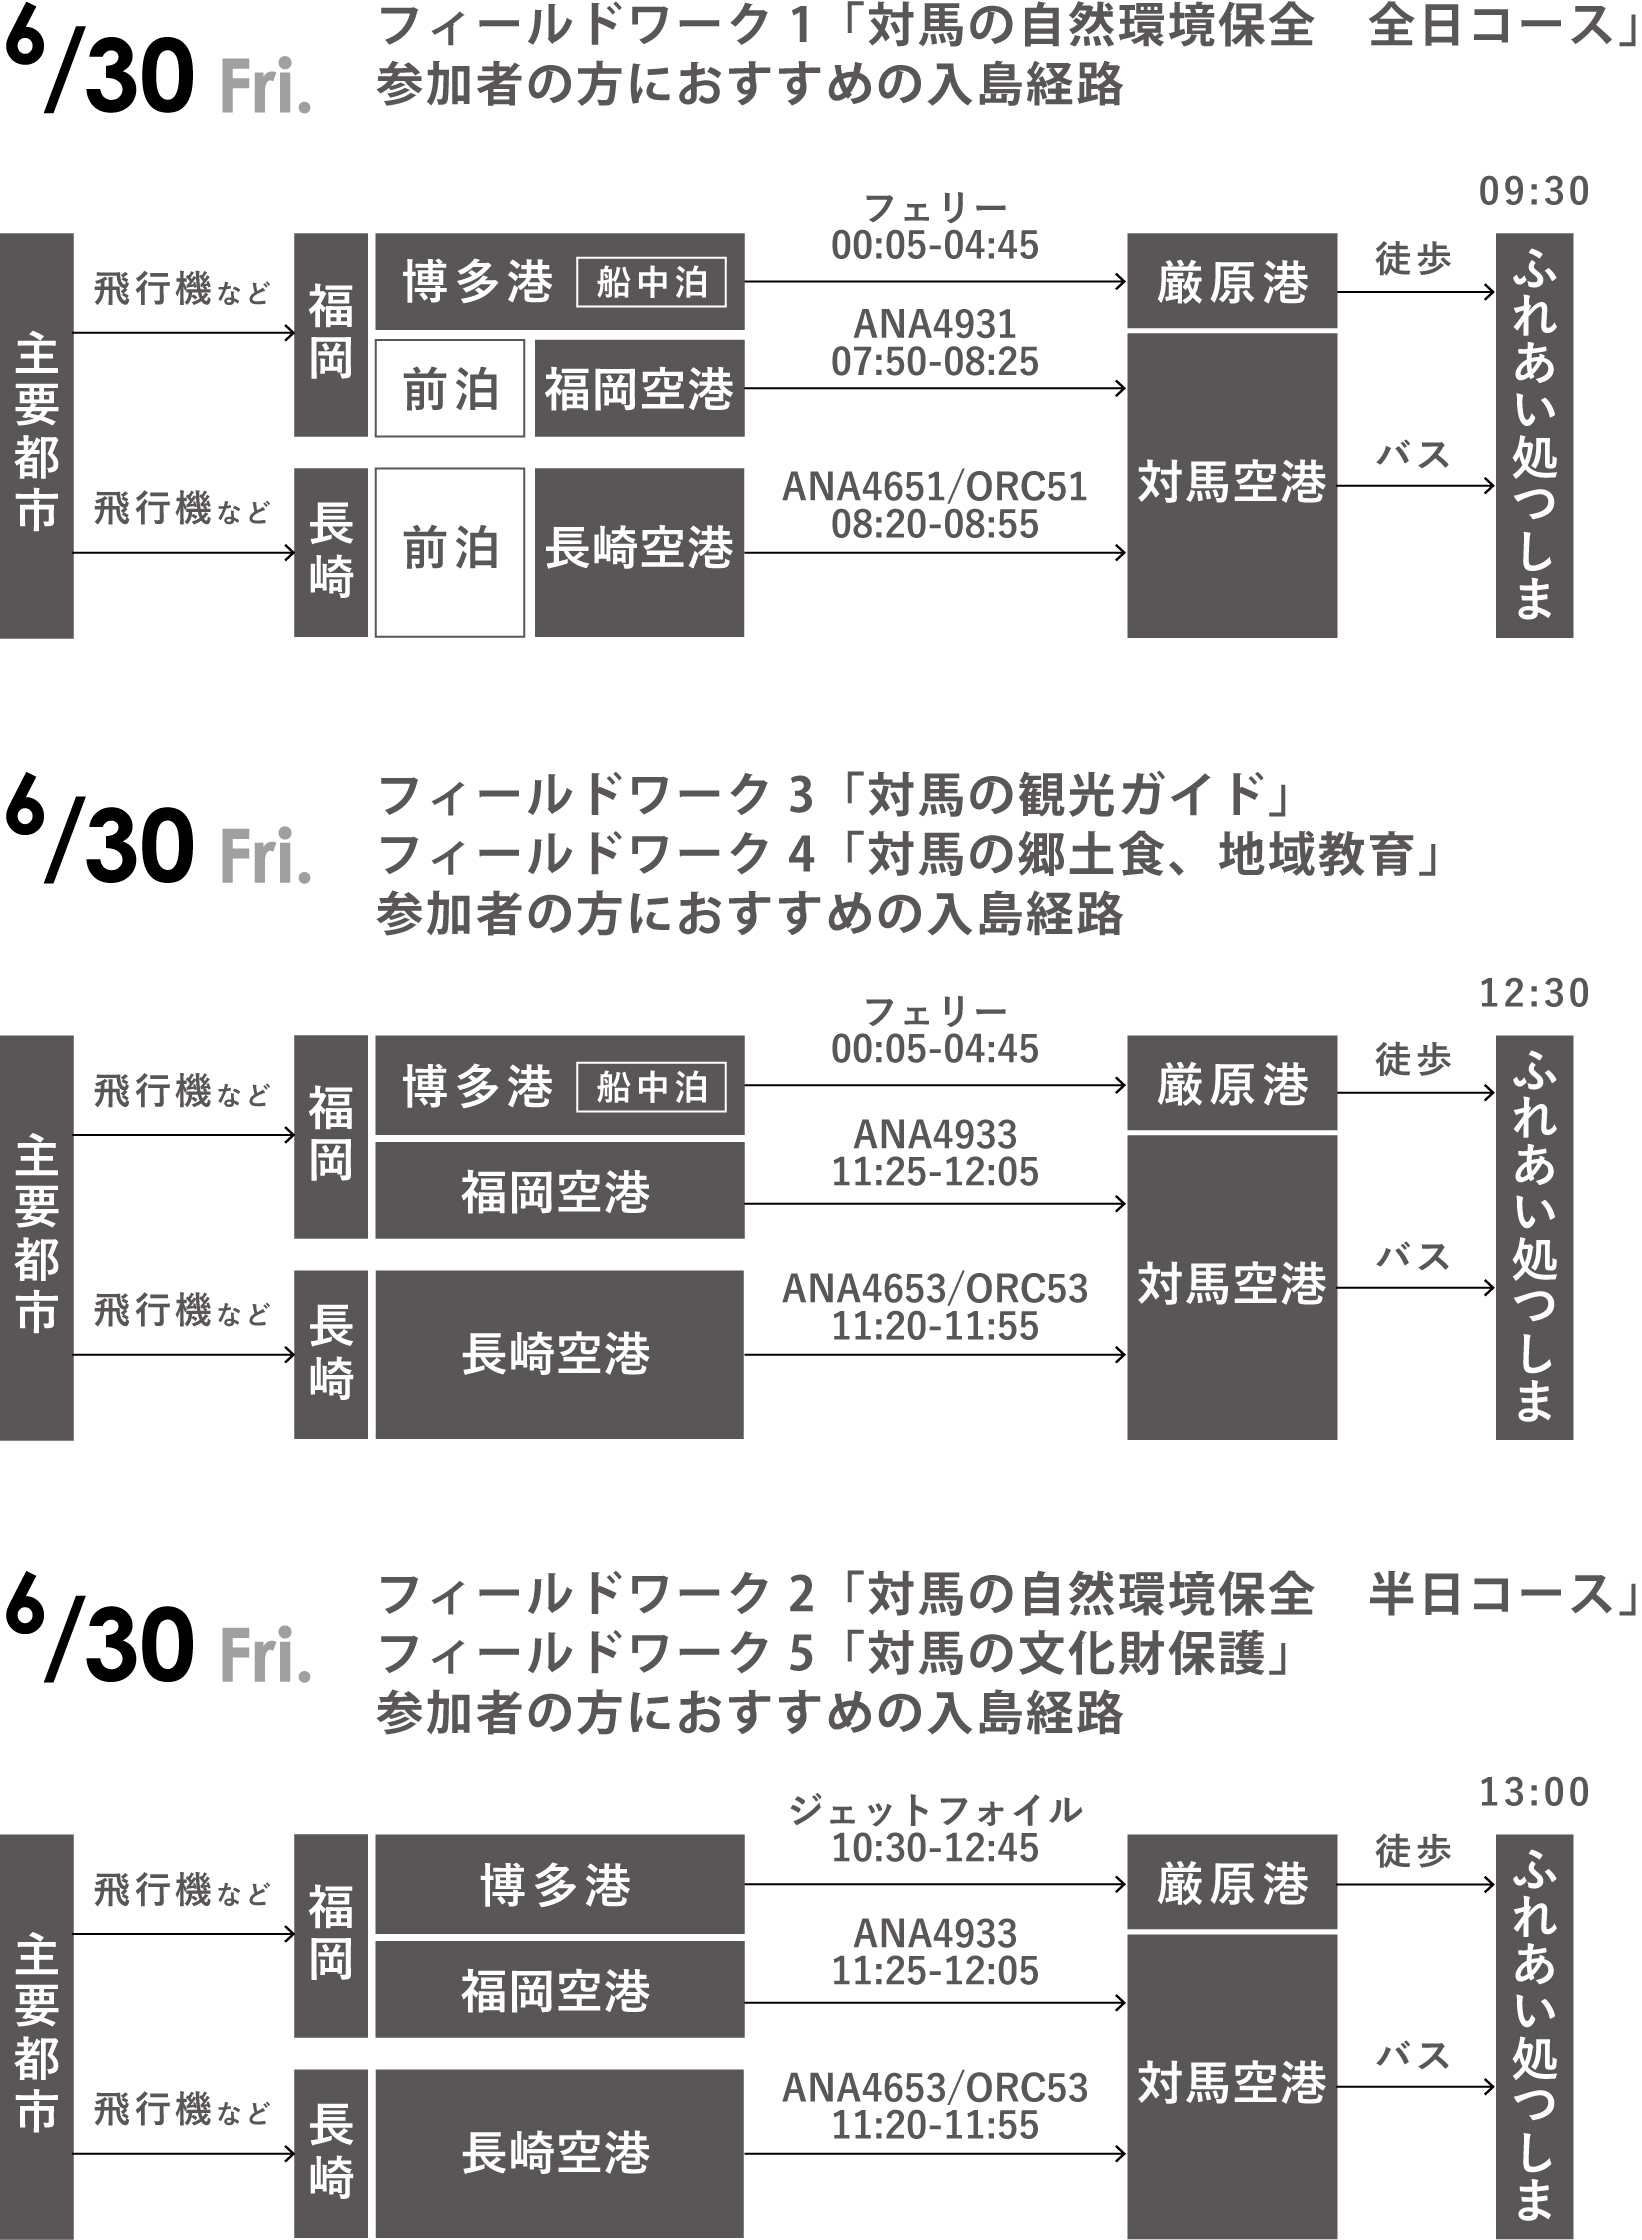 6/30 Fri.
フィールドワーク 1「対馬の自然環境保全　全日コース」
参加者の方におすすめの入島経路
09:30
主要都市
飛行機など
飛行機など
福岡
長崎
博多港 船中泊
前泊 福岡空港
前泊 長崎空港
フェリー
00:05-04:45
ANA4931
07:50-08:25
ANA4651/ORC51
08:20-08:55
厳原港
対馬空港
徒歩
バス
ふれあい処つしま
6/30 Fri.
フィールドワーク 3「対馬の観光ガイド」
フィールドワーク 4「対馬の郷土食、地域教育」
参加者の方におすすめの入島経路
12:30
主要都市
飛行機など
飛行機など
福岡
長崎
博多港 船中泊
福岡空港
長崎空港
フェリー
00:05-04:45
ANA4933
11:25-12:05
ANA4653/ORC53
11:20-11:55
厳原港
対馬空港
徒歩
バス
ふれあい処つしま
6/30 Fri.
フィールドワーク 2「対馬の自然環境保全　半日コース」
フィールドワーク 5「対馬の文化財保護」
参加者の方におすすめの入島経路
13:00
主要都市
飛行機など
飛行機など
福岡
長崎
博多港
福岡空港
長崎空港
ジェットフォイル
10:30-12:45
ANA4933
11:25-12:05
ANA4653/ORC53
11:20-11:55
厳原港
対馬空港
徒歩
バス
ふれあい処つしま